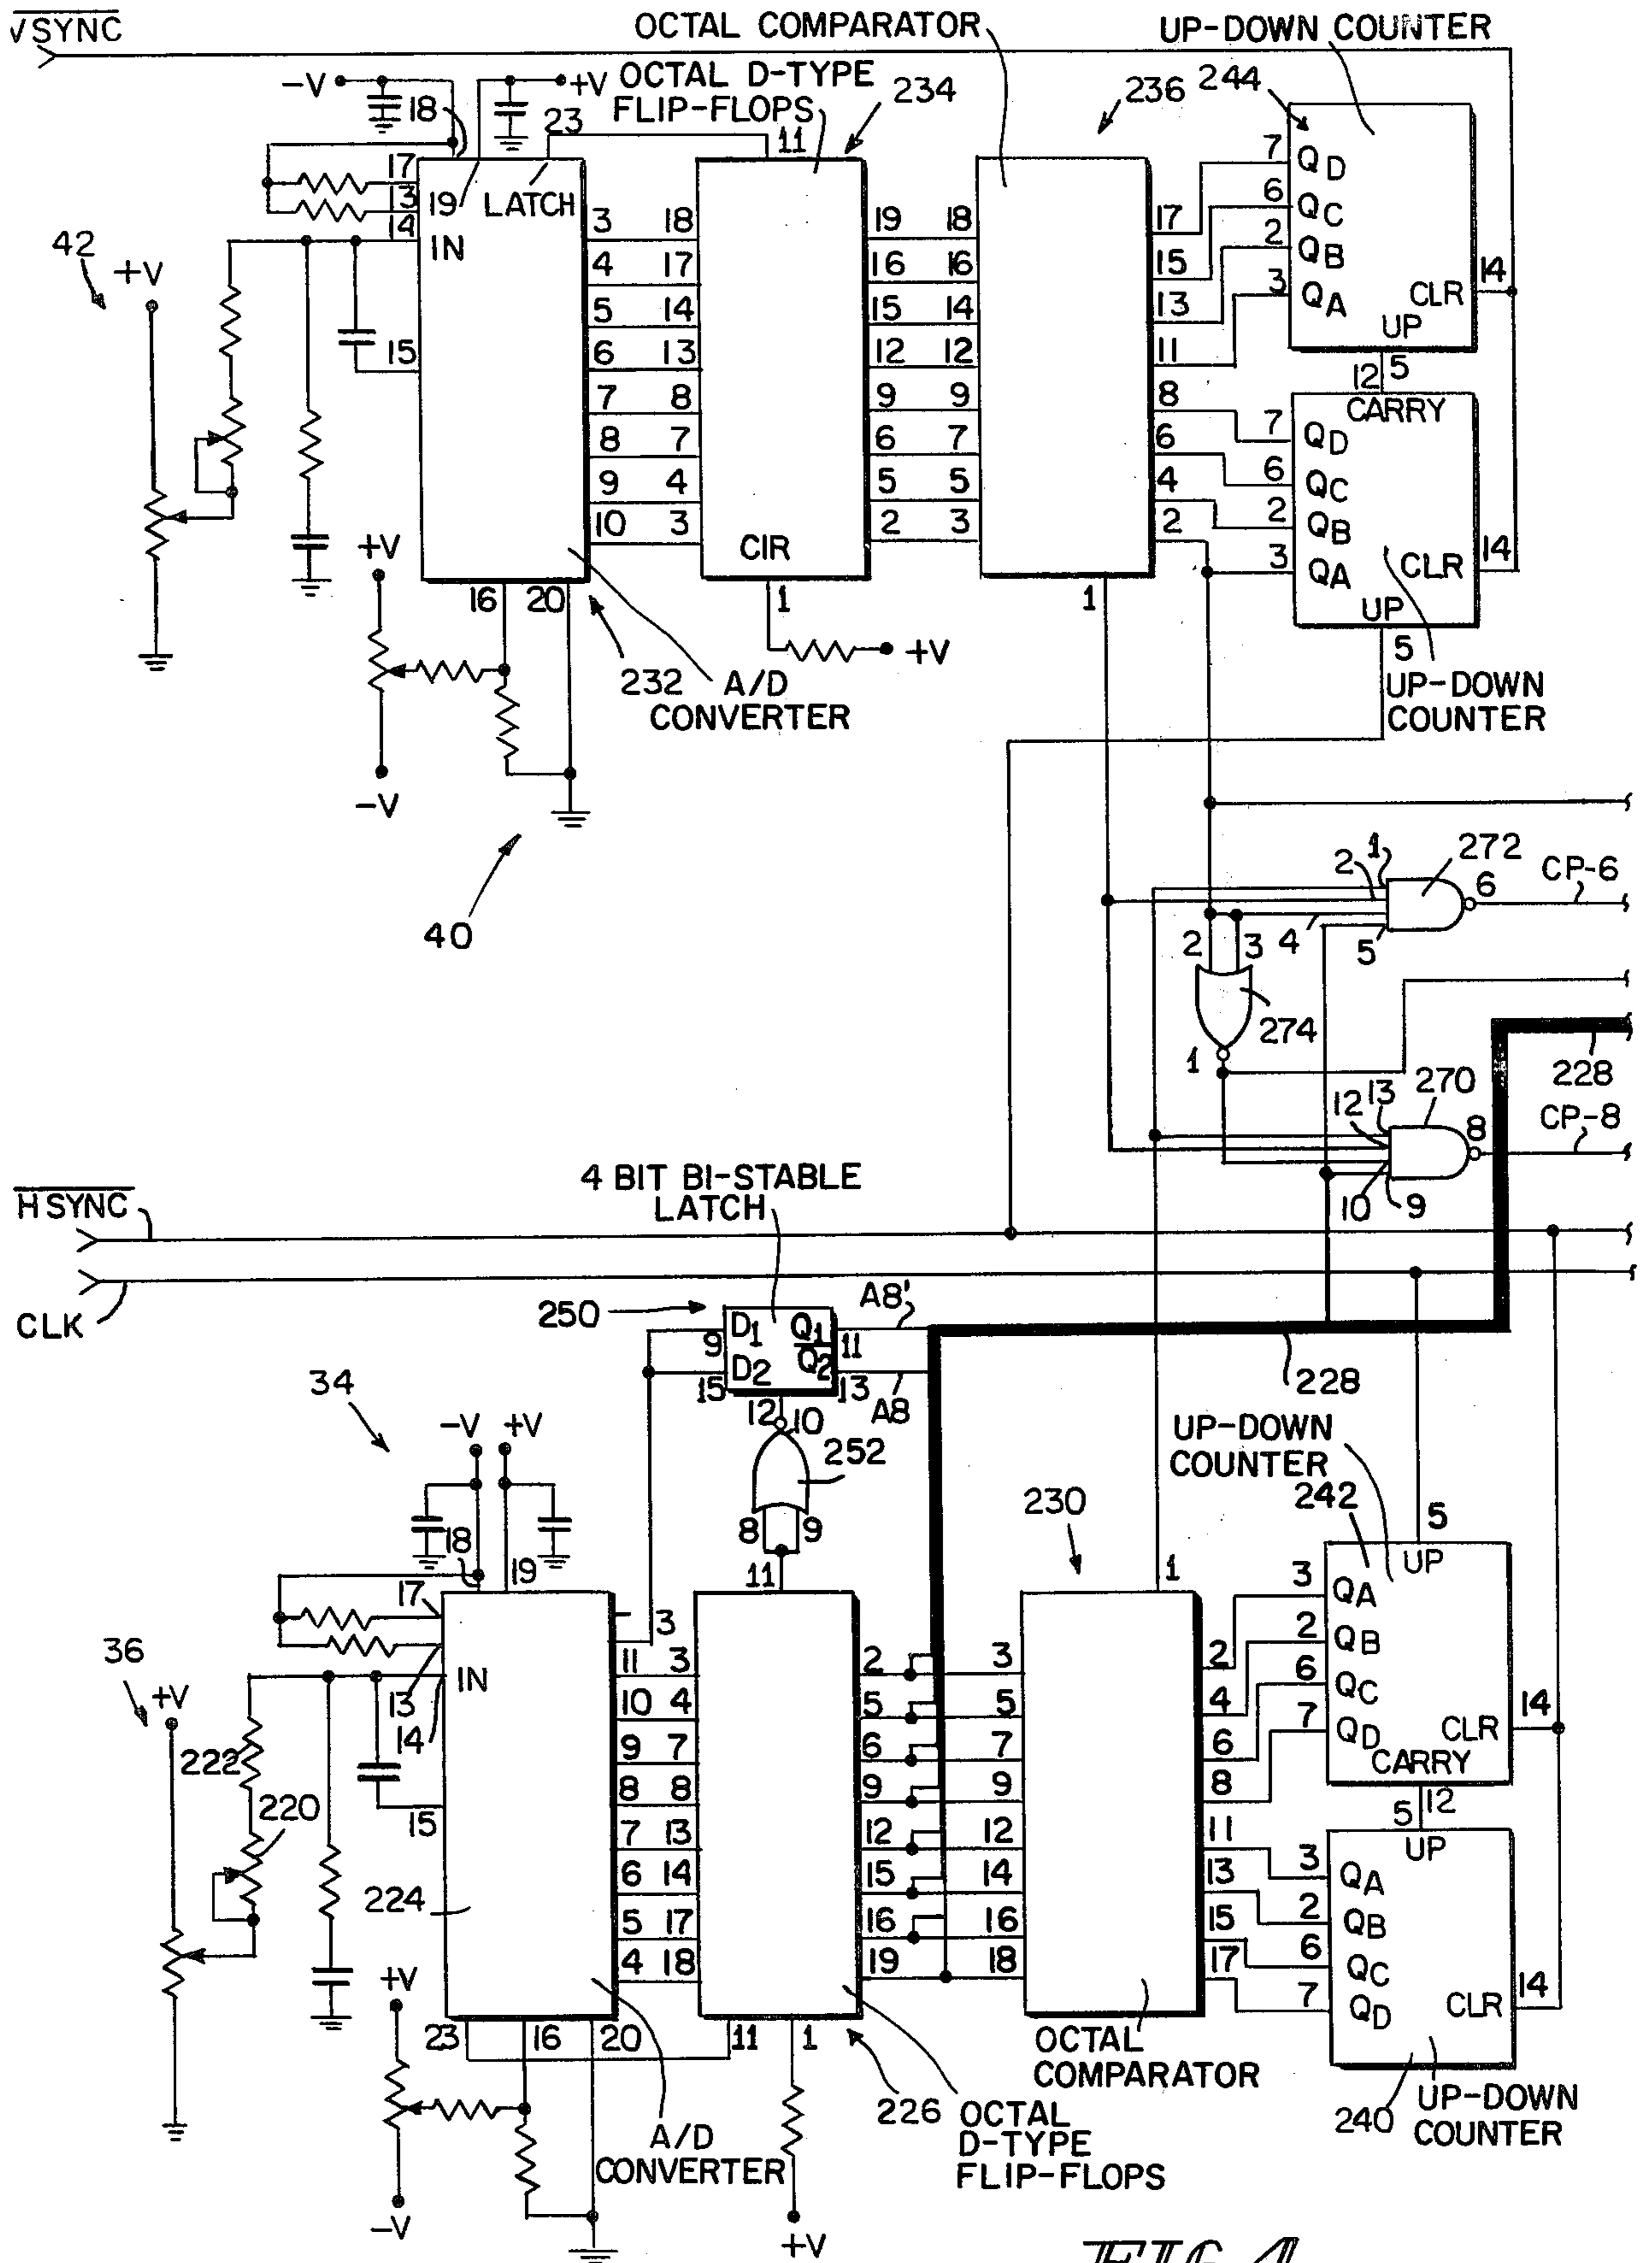 VSYNC
OCTAL COMPARATOR
UP-DOWN COUNTER
-V
+V
OCTAL D-TYPE
FLIP-FLOPS
234
236
244
18
23
11
17
13
14
19
LATCH
IN
15
3 18
4 17
5 14
6 13
7 8
8 7
9 4
10 3
CIR
19 18
16 16
15 14
12 12
9 9
6 7
5 5
2 3
17
15
13
11
8
6
4
2
7 QD
6 QC
2 QB
3 QA
CLR
14
UP
12 5
CARRY
7 QD
6 QC
2 QB
3 QA
CLR
14
UP
5
UP-DOWN
COUNTER
42
+V
+V
16 20
1
1
+V
232
A/D
CONVERTER
-V
40
2 1
272
6
CP-6
4
5
2 3
274
1
228
12 13
270
8
CP-8
10 9
4 BIT BI-STABLE
LATCH
HSYNC
CLK
250
D1 Q1
9 11
D2 Q2
15 13
A8'
A8
228
12 10
252
8 9
11
34
-V +V
18
19
17
13
14
IN
15
3
11 3
10 4
9 7
8 8
7 13
6 14
5 17
4 18
2 3
5 5
6 7
9 9
12 12
15 14
16 16
19 18
230
1
2
4
6
8
11
13
15
17
UP-DOWN
COUNTER
242
5
UP
3 QA
2 QB
6 QC
7 QD
CLR
14
CARRY
5 12
UP
3 QA
2 QB
6 QC
7 QD
CLR
14
36
+V
222
220
224
+V
23 16 20
11 1
226
OCTAL
D-TYPE
FLIP-FLOPS
OCTAL
COMPARATOR
240
UP-DOWN
COUNTER
A/D
CONVERTER
-V
+V